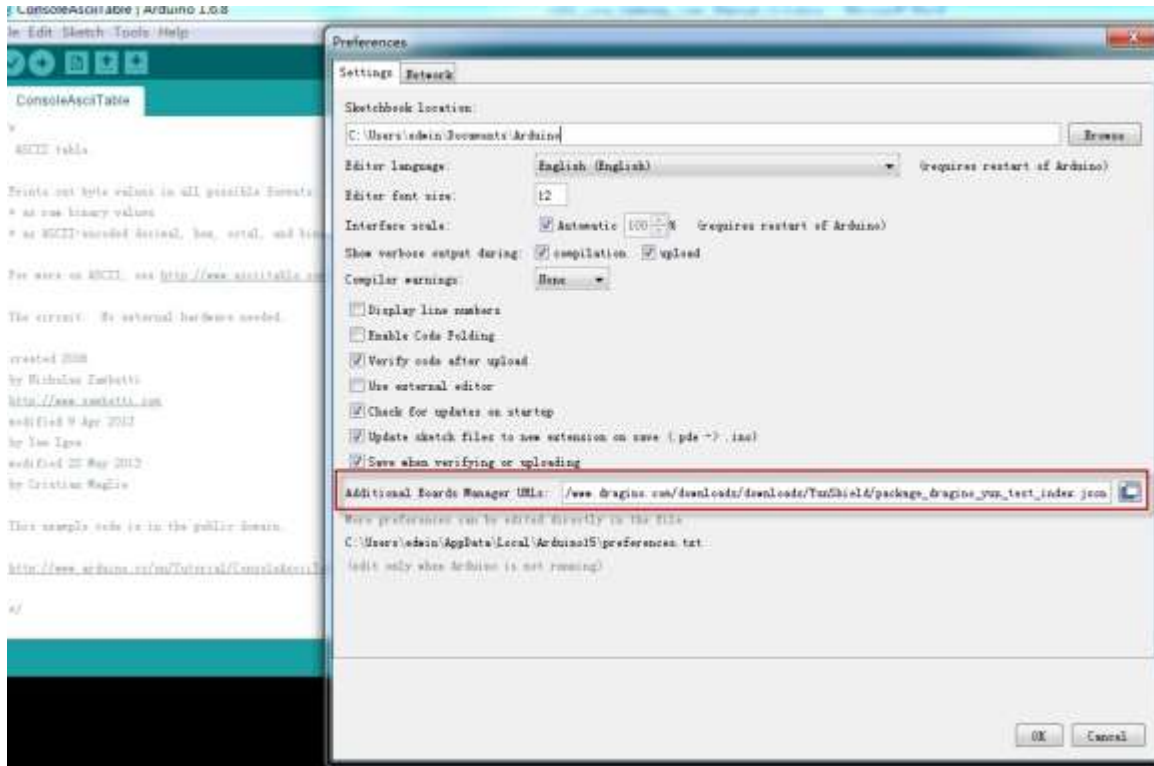 ConsoleAsciiTable | Arduino 1.6.8
Edit Sketch Tools Help
ConsoleAsciiTable
ASCII table
Prints out byte values in all possible formats:
* as raw binary values
* as ASCII-encoded decimal, hex, octal, and
For more on ASCII, see http://www.asciitable.com
The circuit: No external hardware needed.
created 2006
by Nicholas Zambetti
http://www.zambetti.com
modified 9 Apr 2012
by Tom Igoe
modified 22 May 2013
by Cristian Maglie
This example code is in the public domain.
http://www.arduino.cc/en/Tutorial/ConsoleAsciiTa
*/
Preferences
Settings Network
Sketchbook location:
C:\Users\edwin\Documents\Arduino Browse
Editor language: English (English) (requires restart of Arduino)
Editor font size: 12
Interface scale: Automatic 100 % (requires restart of Arduino)
Show verbose output during: compilation upload
Compiler warnings: None
Display line numbers
Enable Code Folding
Verify code after upload
Use external editor
Check for updates on startup
Update sketch files to new extension on save (.pde -> .ino)
Save when verifying or uploading
Additional Boards Manager URLs: /www.dragino.com/downloads/downloads/YunShield/package_dragino_yun_test_index.json
More preferences can be edited directly in the file
C:\Users\edwin\AppData\Local\Arduino15\preferences.txt
(edit only when Arduino is not running)
OK Cancel